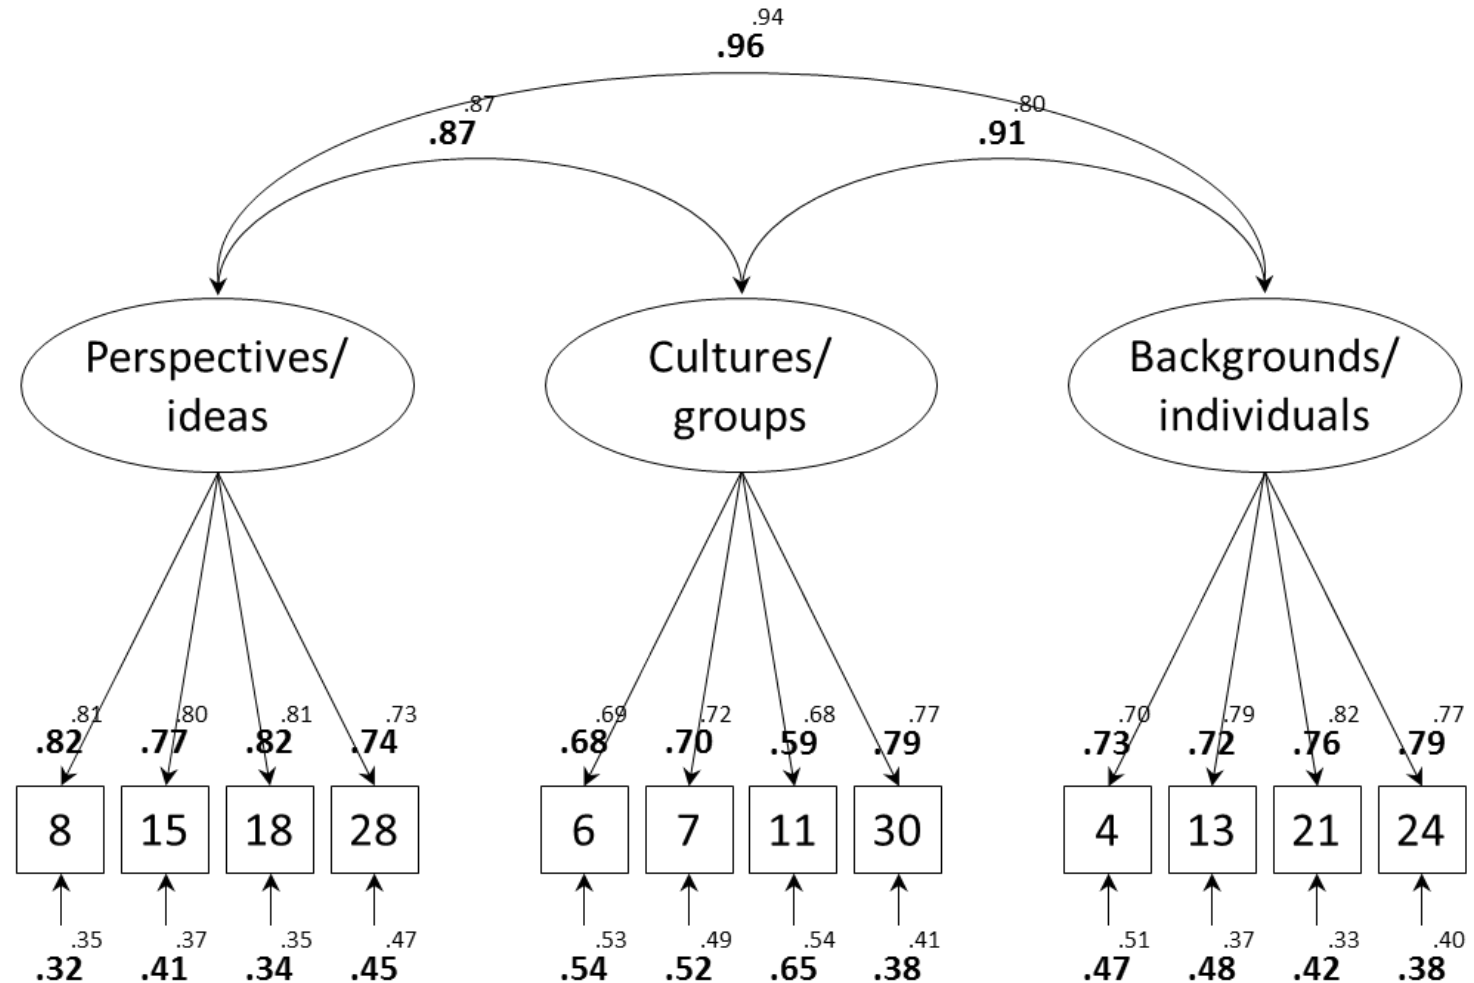 .94
.96
.87 .80
.87 .91
Perspectives/ Cultures/ Backgrounds/
ideas groups individuals
.81 .80 .81 .73 .69 .72 .68 .77 .70 .79 .82 .77
.82 .77 .82 .74 .68 .70 .59 .79 .73 .72 .76 .79
8 15 18 28 6 7 11 30 4 13 21 24
.35 .37 .35 .47 .53 .49 .54 .41 .51 .37 .33 .40
.32 .41 .34 .45 .54 .52 .65 .38 .47 .48 .42 .38